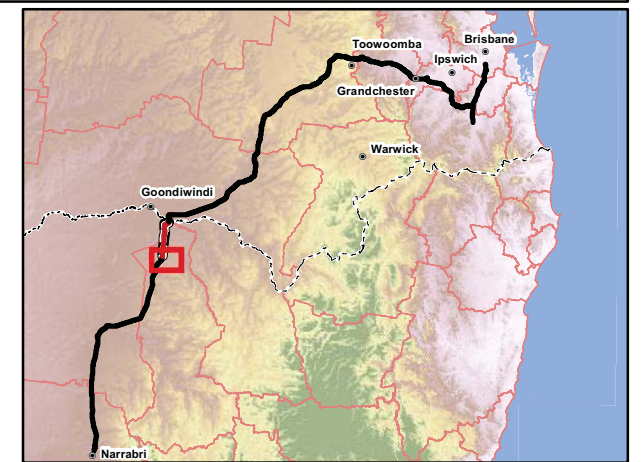 Brisbane
Toowoomba
Ipswich
Grandchester
Warwick
Goondiwindi
Narrabri